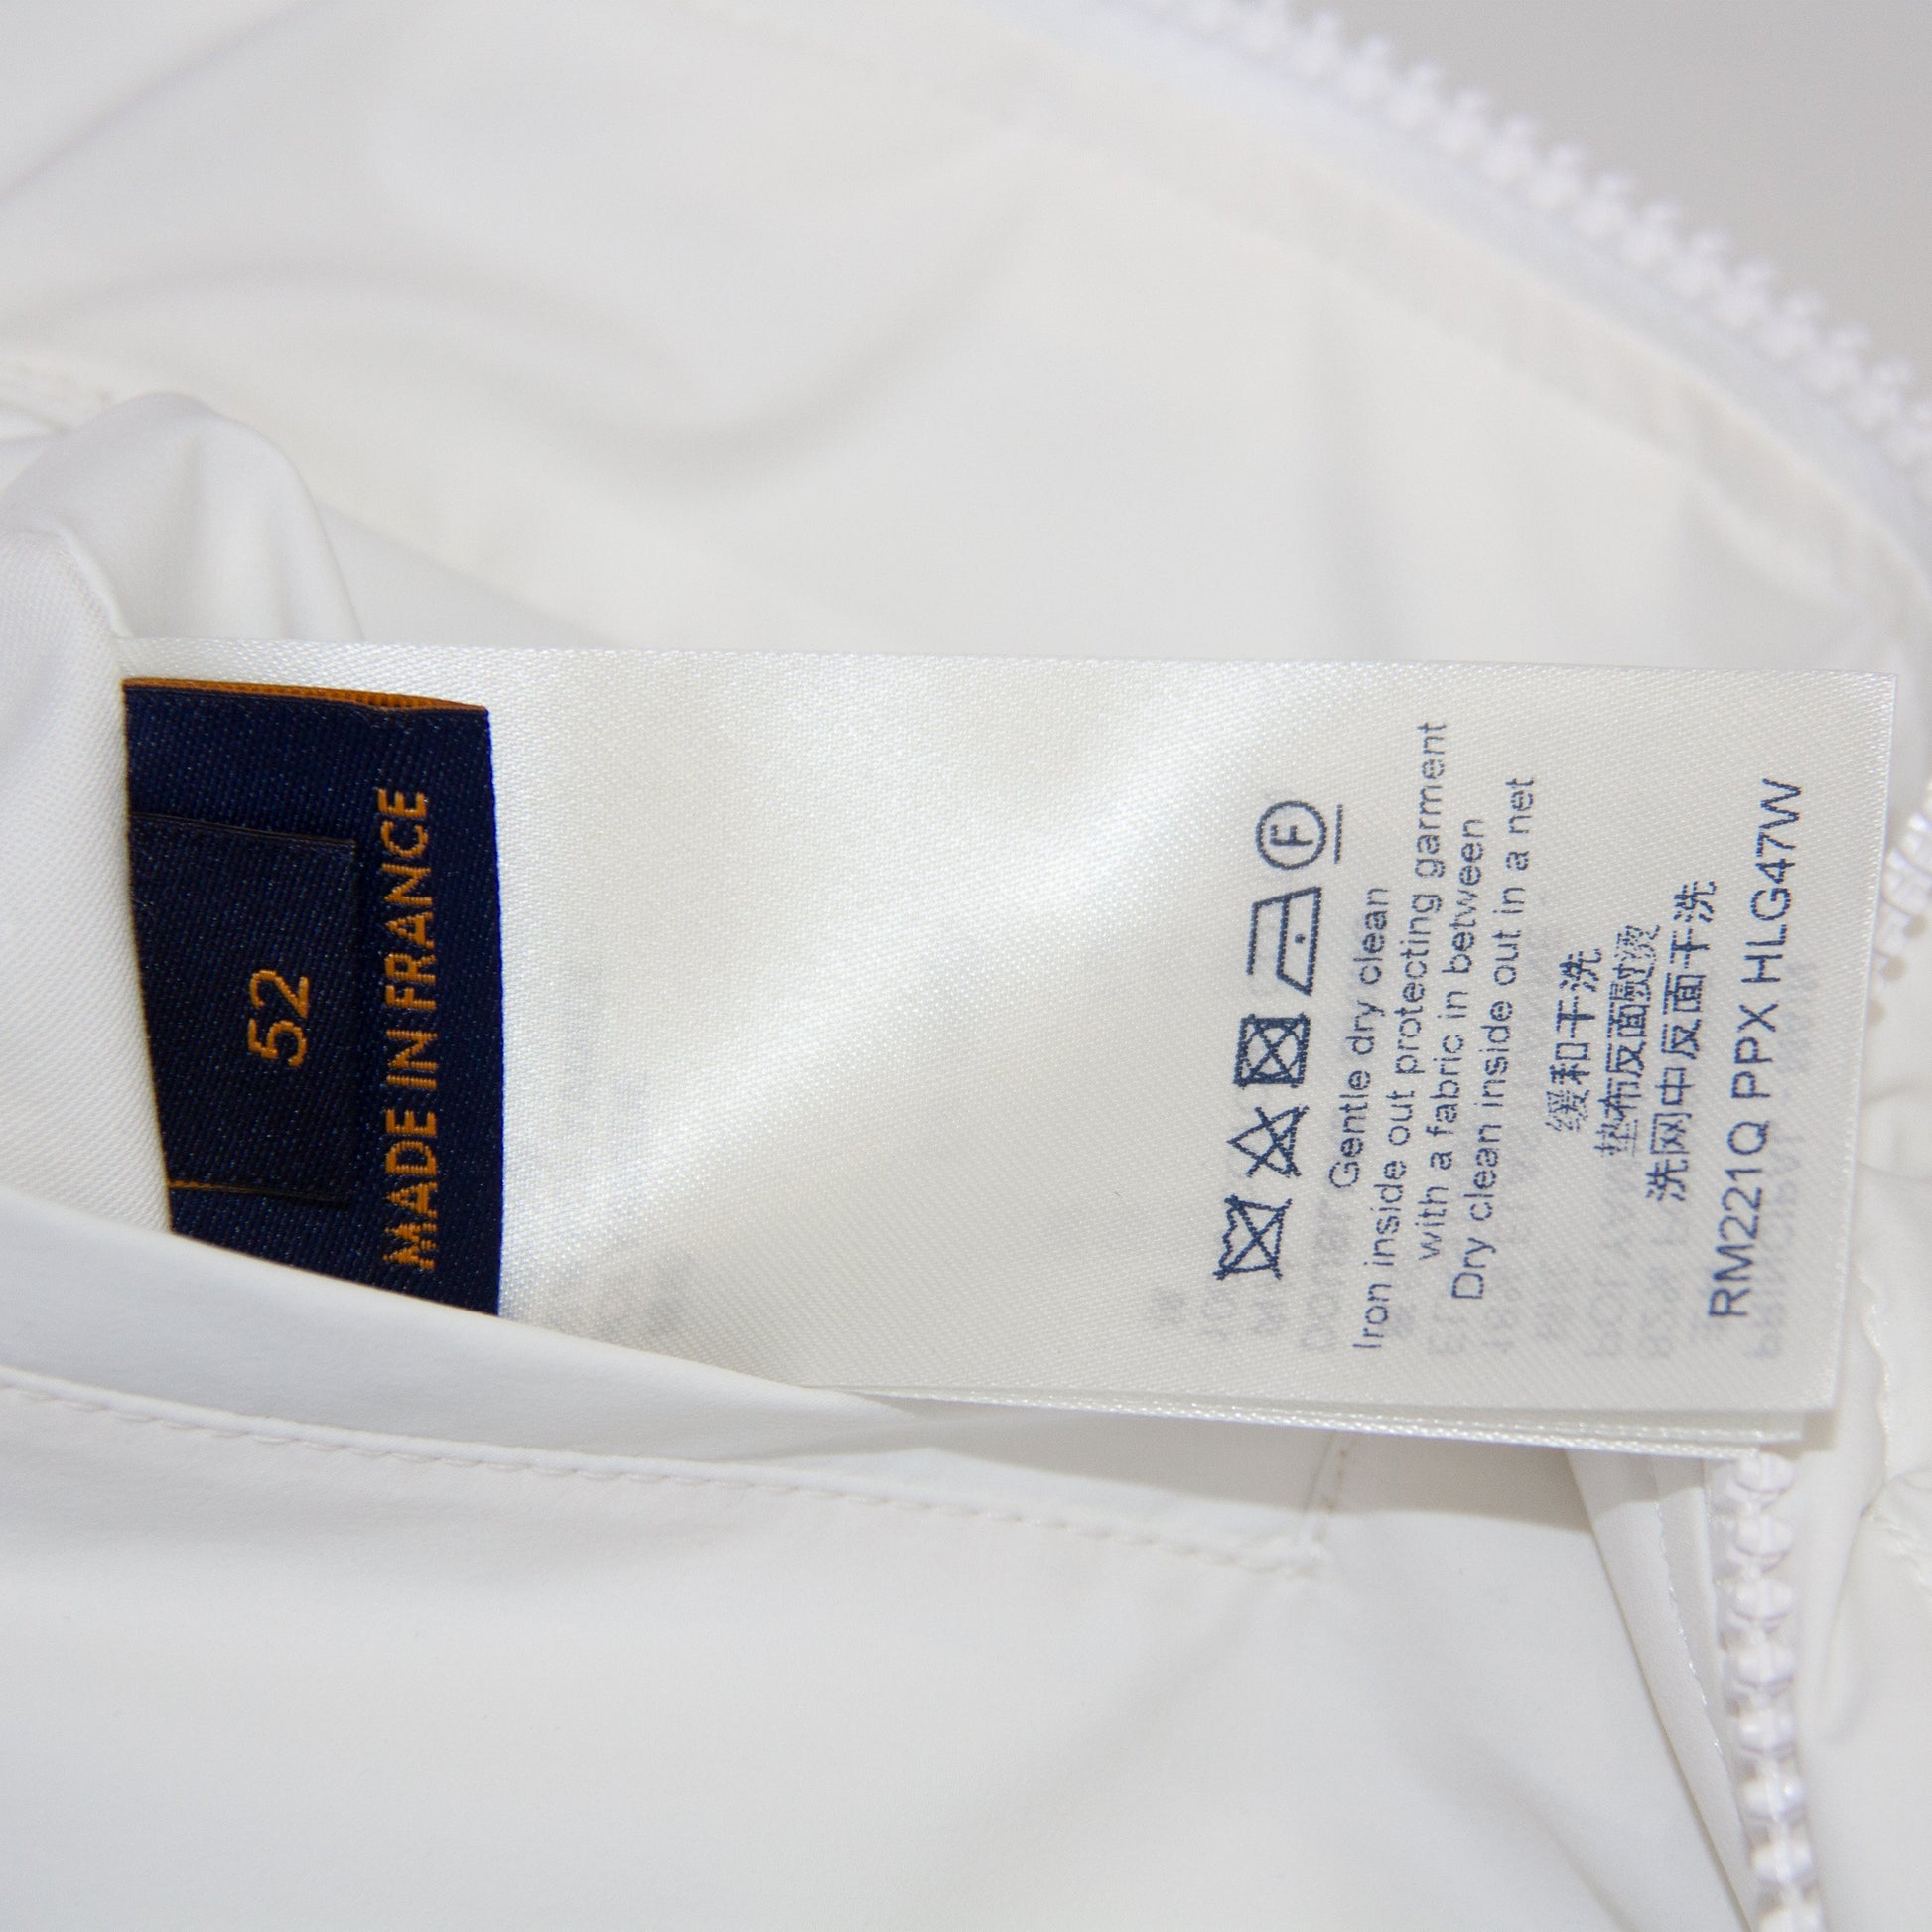 52
MADE IN FRANCE
F
Gentle dry clean
Iron inside out protecting garment
with a fabric in between
Dry clean inside out in a net
缓和干洗
垫布反面熨烫
洗网中反面干洗
RM221Q PPX HLG47W